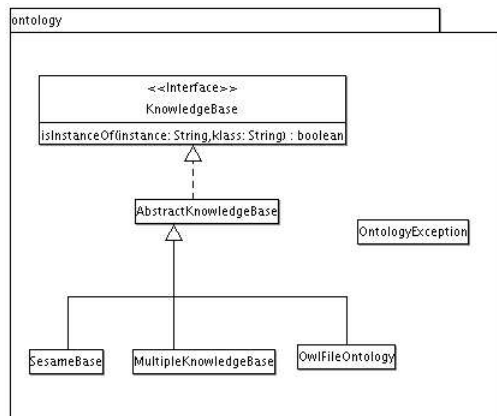 ontology
<<Interface>>
KnowledgeBase
isInstanceOf(instance: String,klass: String) : boolean
AbstractKnowledgeBase
OntologyException
SesameBase
MultipleKnowledgeBase
OwlFileOntology